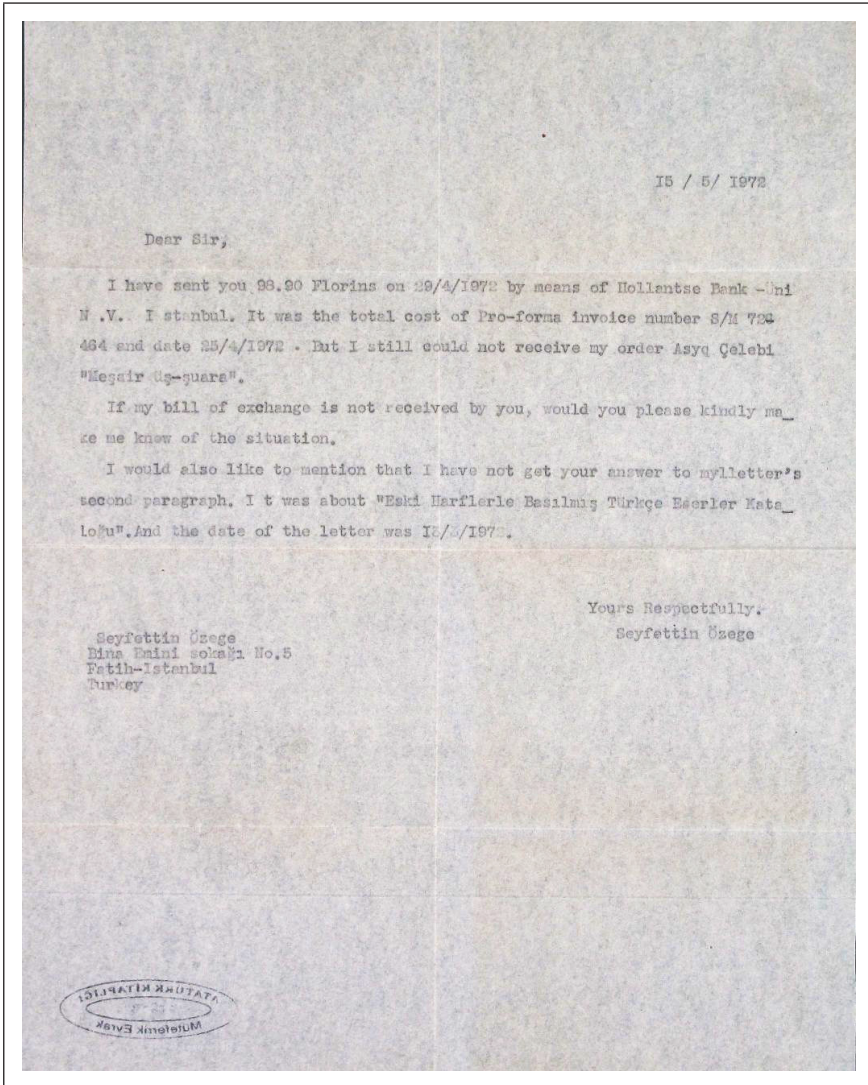 I5 / 5/ I972
Dear Sir,
I have sent you 98.90 Florins on 29/4/I972 by means of Hollantse Bank - Üni
N .V.. I stanbul. It was the total cost of Pro-forma invoice number S/M
464 and date 25/4/I972 . But I still could not receive my order Asyq Çelebi
"Meşair üş-şuara".
If my bill of exchange is not received by you, would you please kindly ma_
ke me know of the situation.
I would also like to mention that I have not get your answer to mylletter's
second paragraph. I t was about "Eski Harflerle Basılmış Türkçe Eserler Kata_
loğu".And the date of the letter was
Yours Respectfully.
Seyfettin Özege
Seyfettin Özege
Bina Emini sokağı No.5
Fatih-Istanbul
Turkey
ATATÜRK KİTAPLIĞI
Müteferrik Evrak